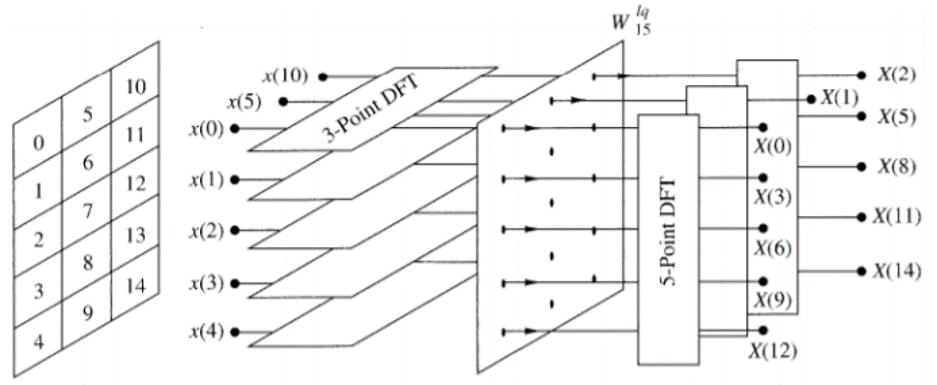 W_{15}^{lq}
0 5 10
1 6 11
2 7 12
3 8 13
4 9 14
x(10)
x(5)
x(0)
x(1)
x(2)
x(3)
x(4)
3-Point DFT
5-Point DFT
X(2)
X(1)
X(5)
X(0)
X(8)
X(3)
X(11)
X(6)
X(14)
X(9)
X(12)